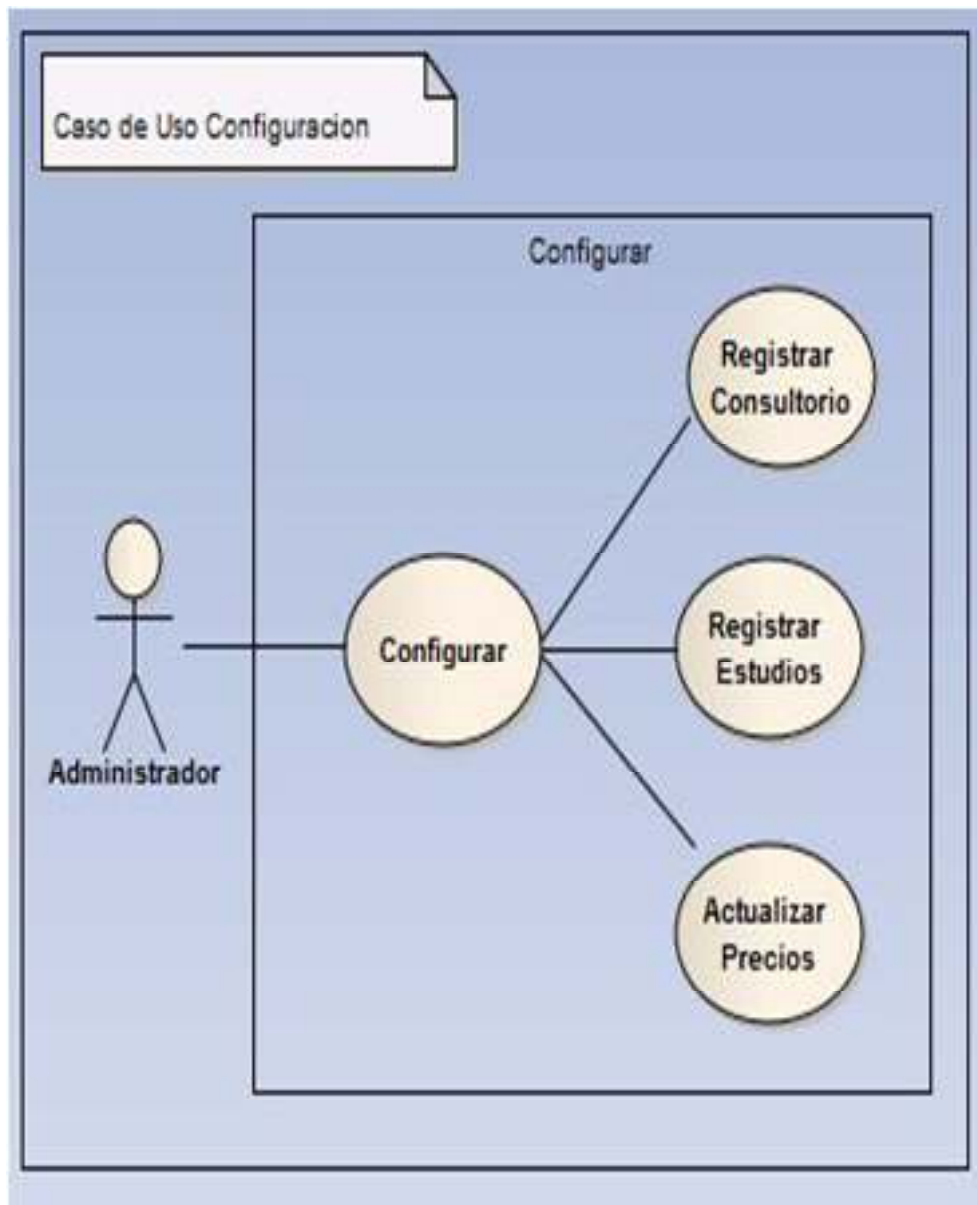 Caso de Uso Configuracion
Configurar
Registrar
Consultorio
Configurar
Registrar
Estudios
Administrador
Actualizar
Precios